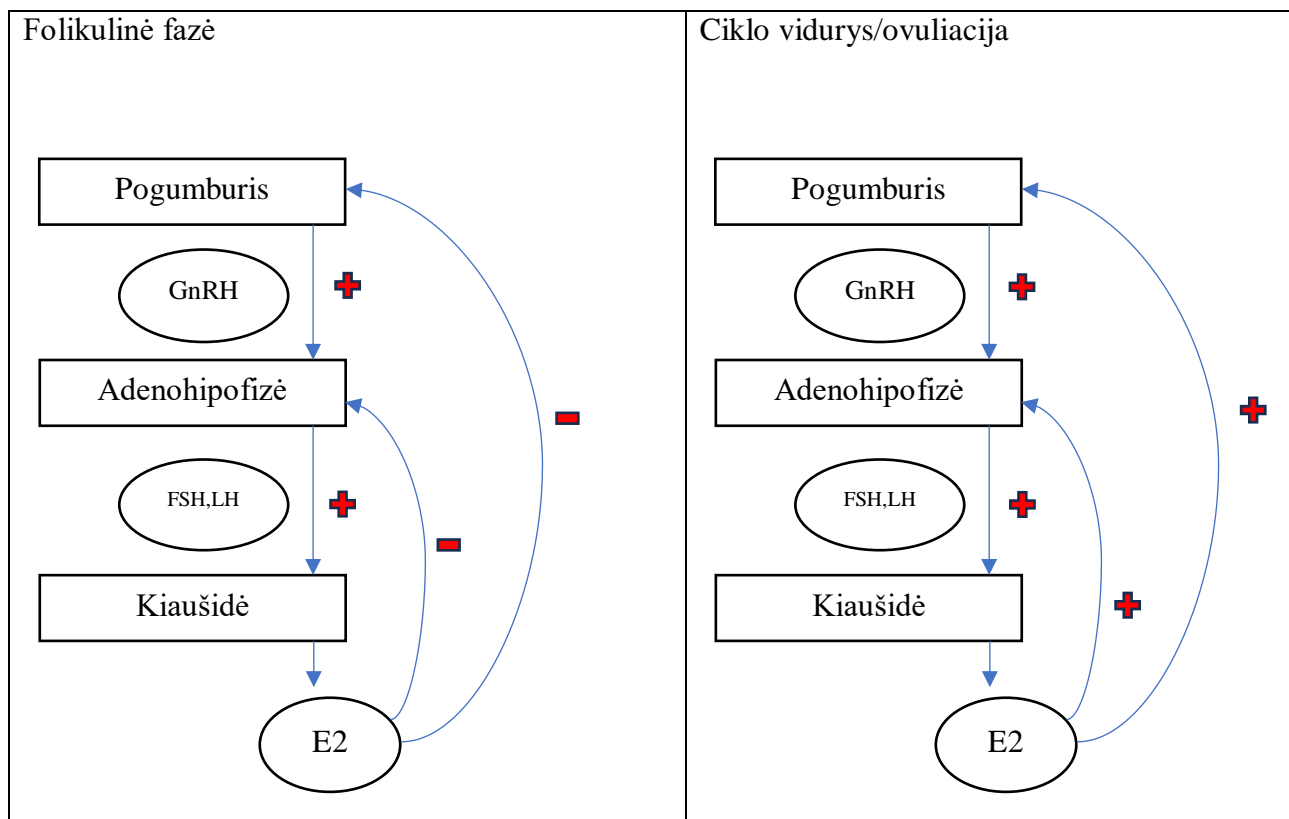 Folikulinė fazė
Pogumburis
GnRH
Adenohipofizė
FSH,LH
Kiaušidė
E2
Ciklo vidurys/ovuliacija
Pogumburis
GnRH
Adenohipofizė
FSH,LH
Kiaušidė
E2